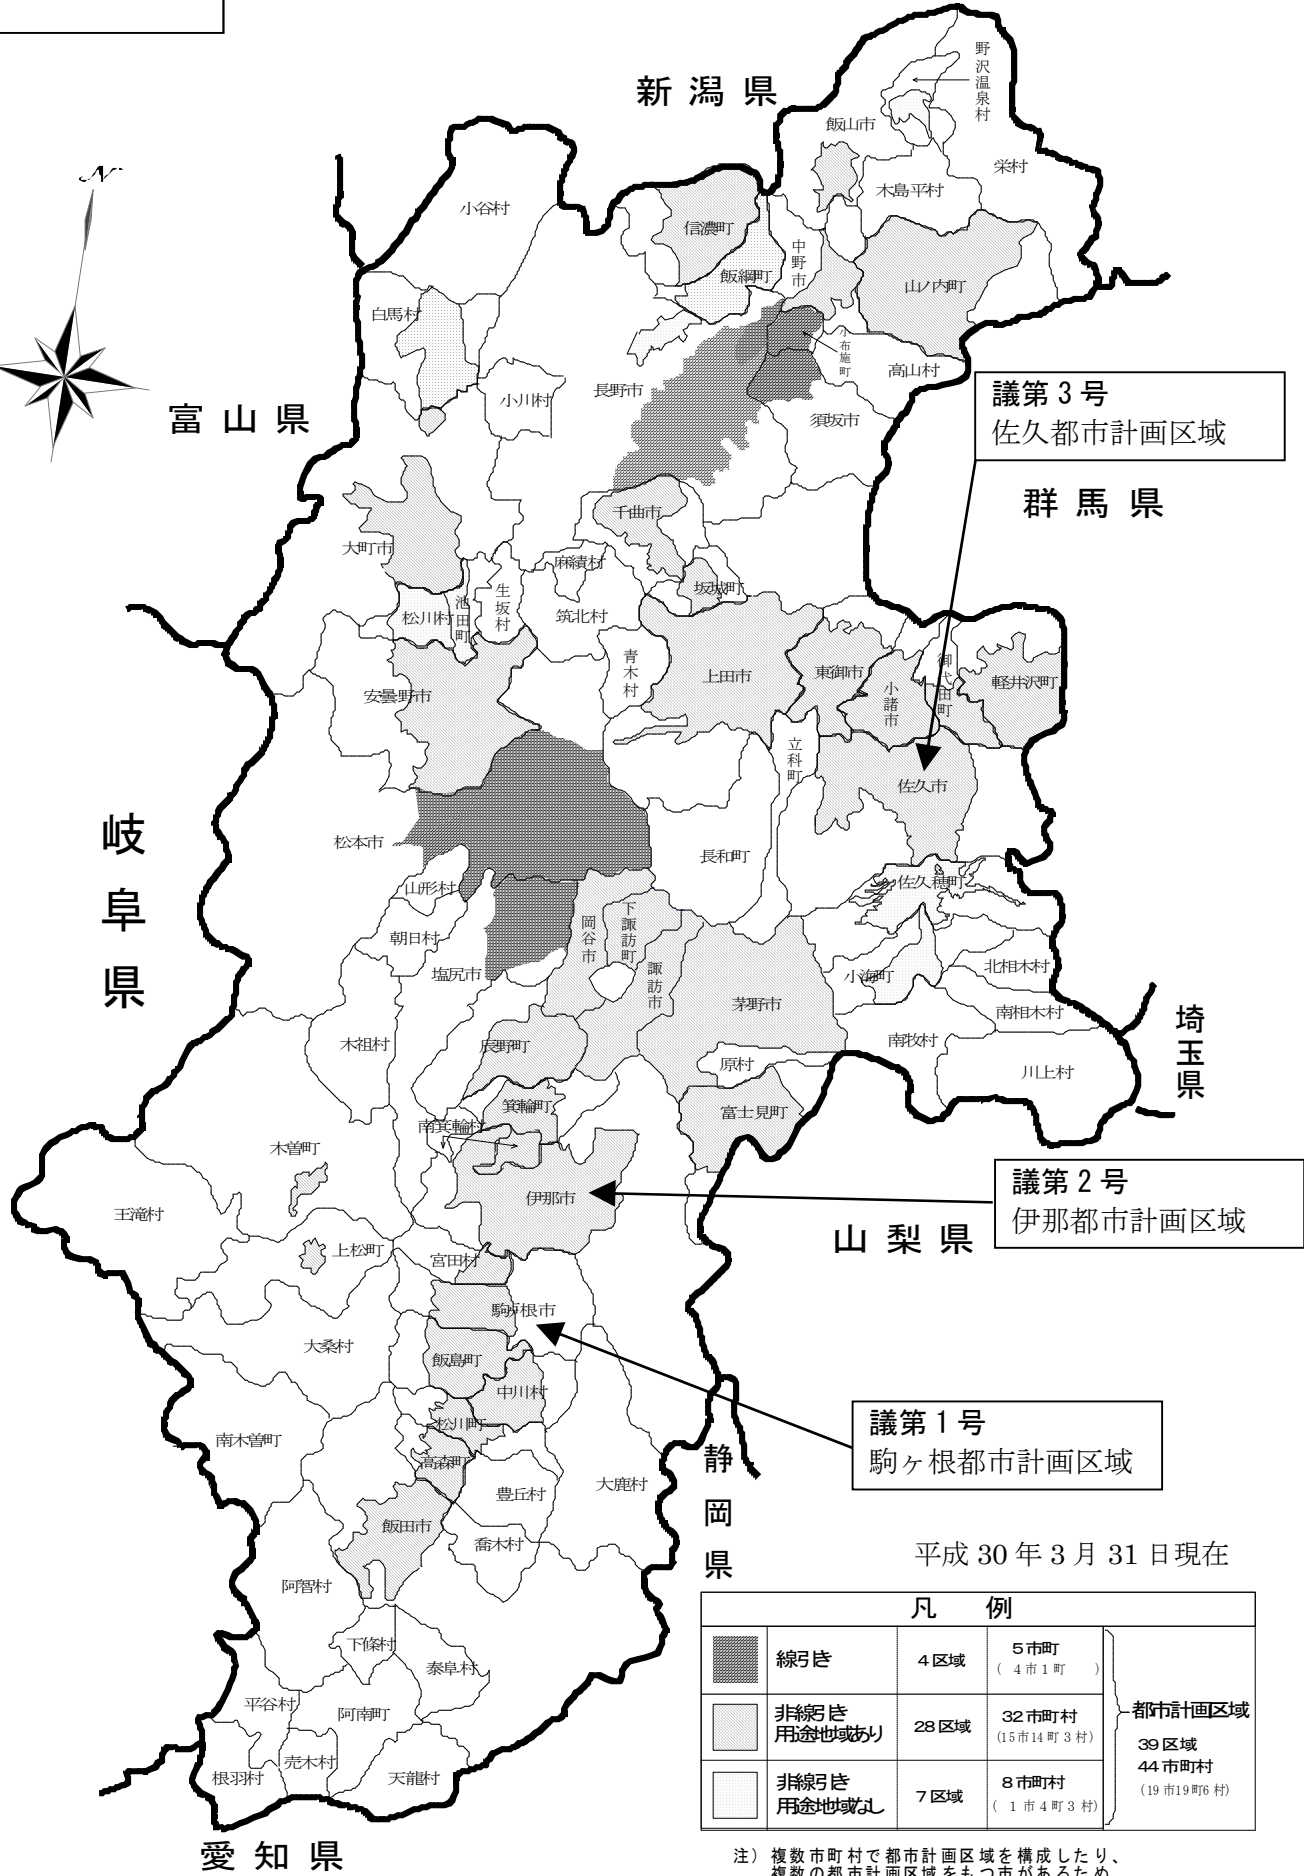 N
新潟県
富山県
岐阜県
群馬県
埼玉県
山梨県
静岡県
愛知県
野沢温泉村
飯山市
栄村
木島平村
小谷村
信濃町
中野市
飯綱町
山ノ内町
白馬村
小布施町
高山村
長野市
小川村
須坂市
議第3号
佐久都市計画区域
千曲市
大町市
麻績村
坂城町
生坂村
池田町
松川村
筑北村
青木村
上田市
東御市
小諸市
御代田町
軽井沢町
安曇野市
立科町
佐久市
松本市
長和町
山形村
佐久穂町
朝日村
岡谷市
下諏訪町
諏訪市
塩尻市
小海町
北相木村
茅野市
南相木村
木祖村
辰野町
原村
南牧村
川上村
箕輪町
富士見町
南箕輪村
木曽町
議第2号
伊那都市計画区域
伊那市
王滝村
上松町
宮田村
駒ヶ根市
大桑村
飯島町
中川村
議第1号
駒ヶ根都市計画区域
松川町
南木曽町
高森町
豊丘村
大鹿村
飯田市
喬木村
阿智村
下條村
泰阜村
平谷村
阿南町
売木村
根羽村
天龍村
平成30年3月31日現在
凡 例
線引き 4区域 5市町
(4市1町 )
非線引き
用途地域あり 28区域 32市町村
(15市14町3村)
非線引き
用途地域なし 7区域 8市町村
(1市4町3村)
都市計画区域
39区域
44市町村
(19市19町6村)
注) 複数市町村で都市計画区域を構成したり、
複数の都市計画区域をもつ市があるため、